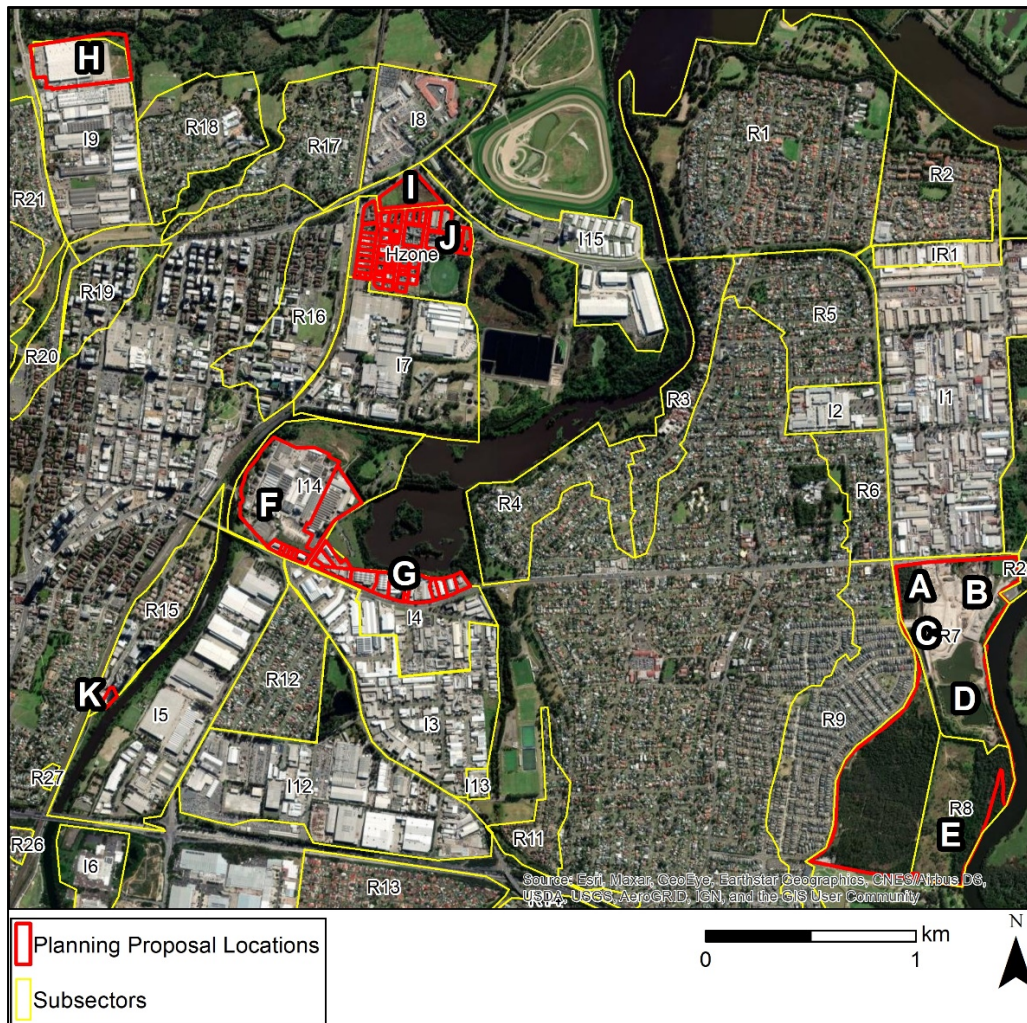 H
I9
R18
R17
I8
R1
R2
R21
I
J
Hzone
I15
IR1
R19
R16
R5
R20
I7
R3
I2
I1
I14
F
R4
R6
G
I4
A
B
R2
R15
C
R7
K
R12
D
I5
I3
R9
R27
I12
I13
R8
E
R26
R11
I6
R13
Source: Esri, Maxar, GeoEye, Earthstar Geographics, CNES/Airbus DS,
USDA, USGS, AeroGRID, IGN, and the GIS User Community
Planning Proposal Locations
Subsectors
km
0 1
N